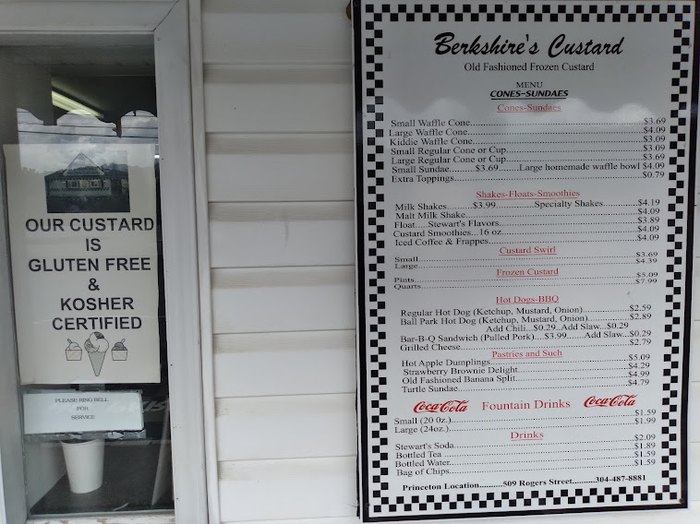 OUR CUSTARD
IS
GLUTEN FREE
&
KOSHER
CERTIFIED
PLEASE RING BELL
FOR
SERVICE
Berkshire's Custard
Old Fashioned Frozen Custard
MENU
CONES-SUNDAES
Cones-Sundaes
Small Waffle Cone $3.69
Large Waffle Cone $4.09
Kiddie Waffle Cone $3.09
Small Regular Cone or Cup $3.09
Large Regular Cone or Cup $3.69
Small Sundae $3.69 Large homemade waffle bowl $4.09
Extra Toppings $0.79
Shakes-Floats-Smoothies
Milk Shakes $3.99 Specialty Shakes $4.19
Malt Milk Shake $4.09
Float Stewart's Flavors $3.89
Custard Smoothies 16 oz $4.09
Iced Coffee & Frappes $4.09
Custard Swirl
Small $3.69
Large $4.39
Frozen Custard
Pints $5.09
Quarts $7.99
Hot Dogs-BBQ
Regular Hot Dog (Ketchup, Mustard, Onion) $2.59
Ball Park Hot Dog (Ketchup, Mustard, Onion) $2.89
Add Chili $0.29 Add Slaw $0.29
Bar-B-Q Sandwich (Pulled Pork) $3.99 Add Slaw $0.29
Grilled Cheese $2.79
Pastries and Such
Hot Apple Dumplings $5.09
Strawberry Brownie Delight $4.29
Old Fashioned Banana Split $4.99
Turtle Sundae $4.79
Coca-Cola Fountain Drinks Coca-Cola
Small (20 0z.) $1.59
Large (24oz.) $1.99
Drinks
Stewart's Soda $2.09
Bottled Tea $1.89
Bottled Water $1.59
Bag of Chips $1.59
Princeton Location 509 Rogers Street 304-487-8881